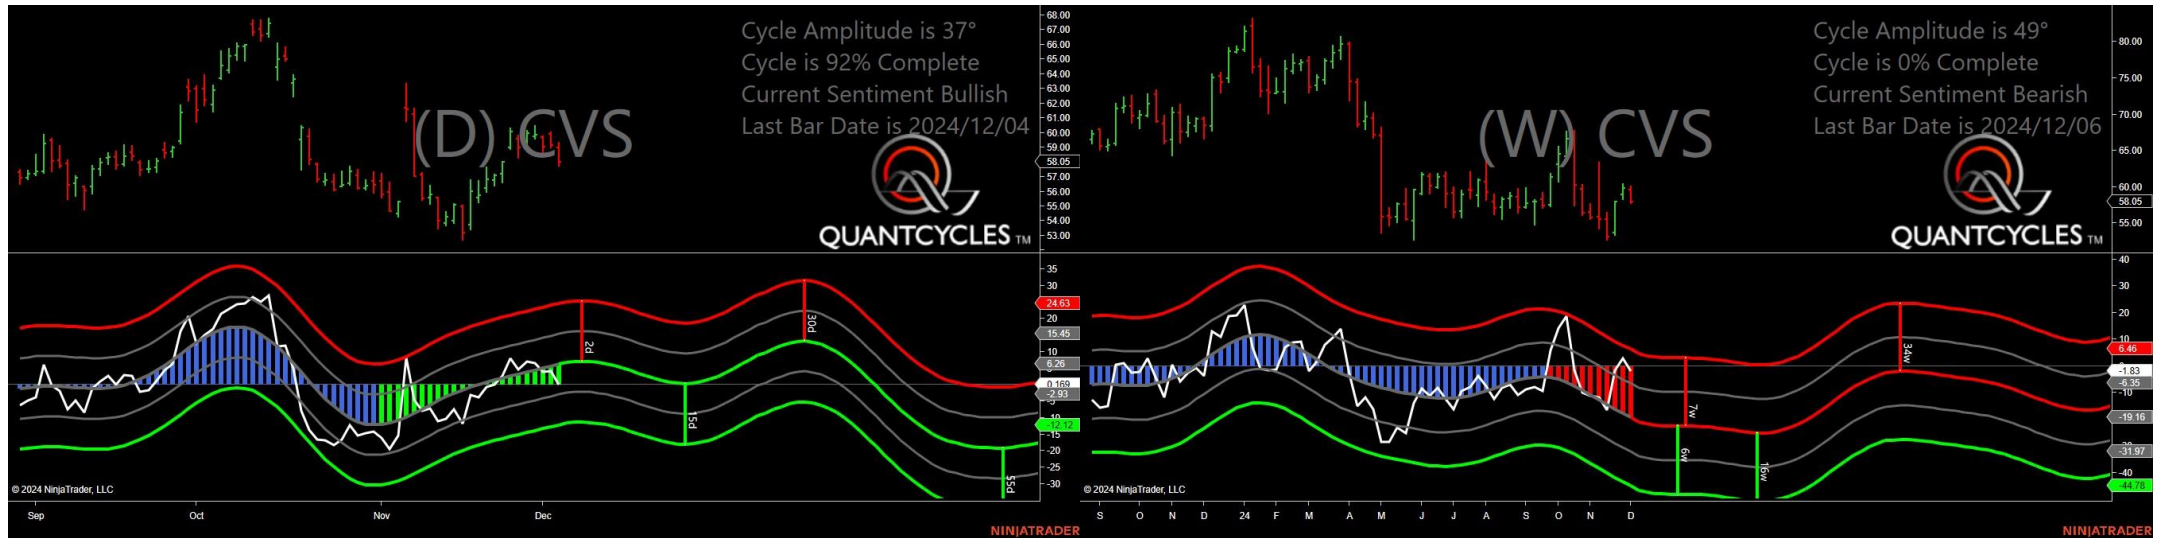 Cycle Amplitude is 37°
Cycle is 92% Complete
Current Sentiment Bullish
Last Bar Date is 2024/12/04
(D) CVS
QUANTCYCLES TM
68.00
67.00
66.00
65.00
64.00
63.00
62.00
61.00
60.00
59.00
58.05
57.00
56.00
55.00
54.00
53.00
35
30
24.63
20
15.45
10
6.26
0.169
-2.93
-5
-10
-12.12
-15
-20
-25
-30
2d
15d
30d
55d
© 2024 NinjaTrader, LLC
Sep Oct Nov Dec
NINJATRADER
Cycle Amplitude is 49°
Cycle is 0% Complete
Current Sentiment Bearish
Last Bar Date is 2024/12/06
(W) CVS
QUANTCYCLES TM
80.00
75.00
70.00
65.00
60.00
58.05
55.00
40
30
20
10
6.46
-1.83
-6.35
-10
-19.16
-31.97
-40
-44.78
7w
6w
16w
34w
© 2024 NinjaTrader, LLC
S O N D 24 F M A M J J A S O N D
NINJATRADER